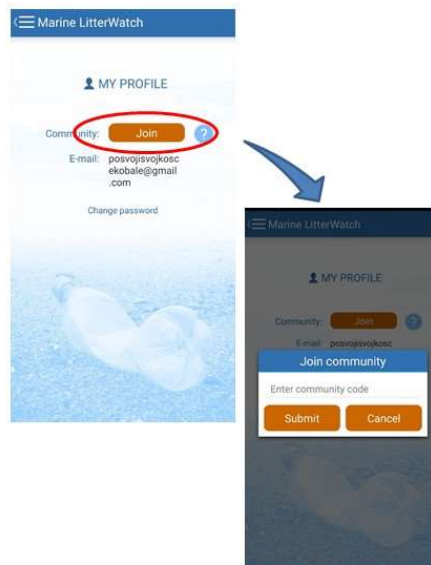 Marine LitterWatch
MY PROFILE
Community: Join ?
E-mail: posvojisvojkosc
ekobale@gmail
.com
Change password
Marine LitterWatch
MY PROFILE
Community: Join ?
E-mail: posvojisvojkosc
Join community
Enter community code
Submit Cancel